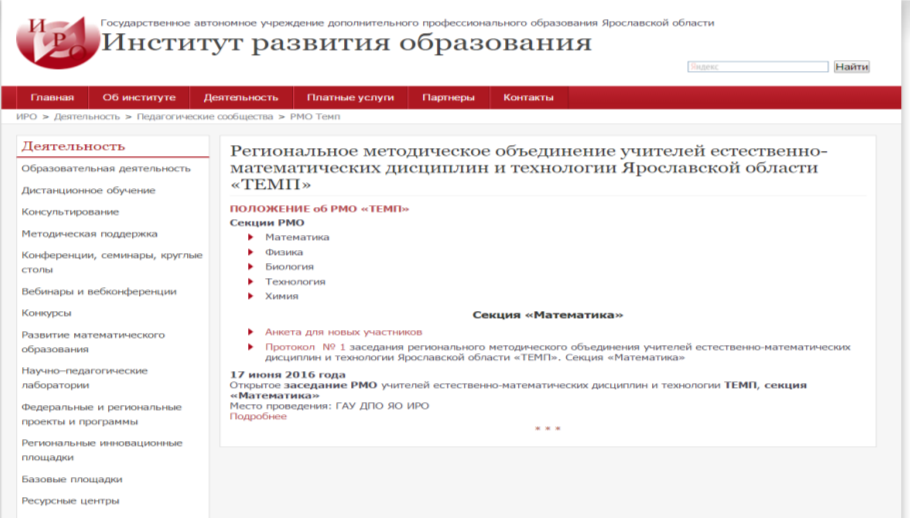 ИРО
Государственное автономное учреждение дополнительного профессионального образования Ярославской области
Институт развития образования
Яндекс
Найти
Главная
Об институте
Деятельность
Платные услуги
Партнеры
Контакты
ИРО > Деятельность > Педагогические сообщества > РМО Темп
Деятельность
Образовательная деятельность
Дистанционное обучение
Консультирование
Методическая поддержка
Конференции, семинары, круглые
столы
Вебинары и вебконференции
Конкурсы
Развитие математического
образования
Научно-педагогические
лаборатории
Федеральные и региональные
проекты и программы
Региональные инновационные
площадки
Базовые площадки
Ресурсные центры
Региональное методическое объединение учителей естественно-
математических дисциплин и технологии Ярославской области
«ТЕМП»
ПОЛОЖЕНИЕ об РМО «ТЕМП»
Секции РМО
Математика
Физика
Биология
Технология
Химия
Секция «Математика»
Анкета для новых участников
Протокол № 1 заседания регионального методического объединения учителей естественно-математических
дисциплин и технологии Ярославской области «ТЕМП». Секция «Математика»
17 июня 2016 года
Открытое заседание РМО учителей естественно-математических дисциплин и технологии ТЕМП, секция
«Математика»
Место проведения: ГАУ ДПО ЯО ИРО
Подробнее
* * *